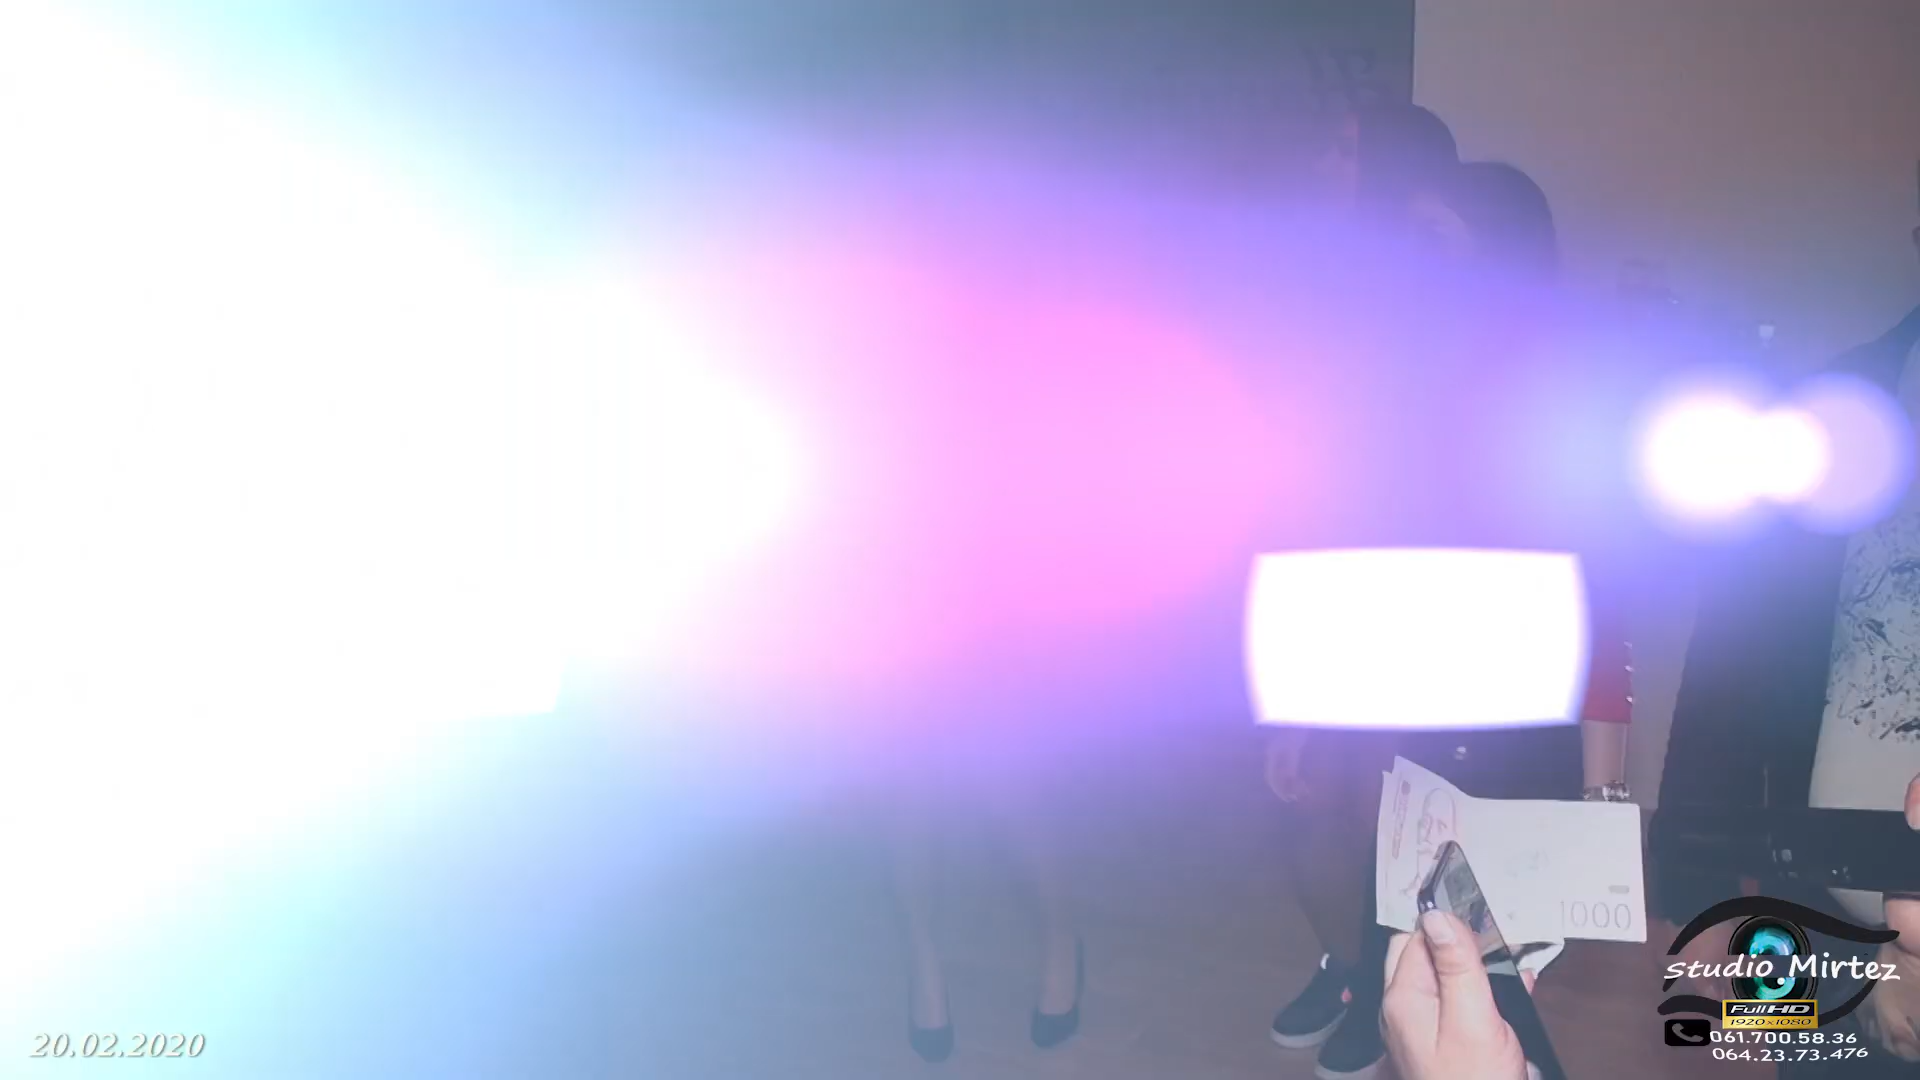 1000
studio Mirtez
FullHD
1920x1080
061.700.58.36
064.23.73.476
20.02.2020